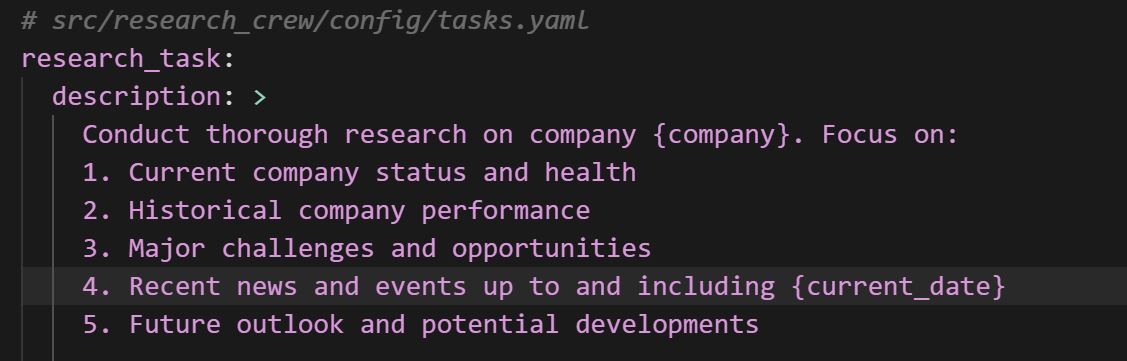 # src/research_crew/config/tasks.yaml
research_task:
  description: >
    Conduct thorough research on company {company}. Focus on:
    1. Current company status and health
    2. Historical company performance
    3. Major challenges and opportunities
    4. Recent news and events up to and including {current_date}
    5. Future outlook and potential developments